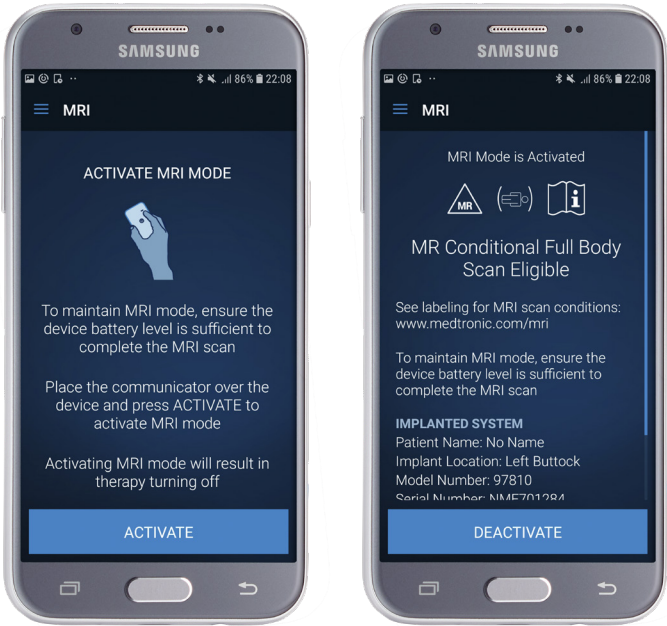 SAMSUNG
86% 22:08
MRI
ACTIVATE MRI MODE
To maintain MRI mode, ensure the
device battery level is sufficient to
complete the MRI scan
Place the communicator over the
device and press ACTIVATE to
activate MRI mode
Activating MRI mode will result in
therapy turning off
ACTIVATE
SAMSUNG
86% 22:08
MRI
MRI Mode is Activated
MR
MR Conditional Full Body
Scan Eligible
See labeling for MRI scan conditions:
www.medtronic.com/mri
To maintain MRI mode, ensure the
device battery level is sufficient to
complete the MRI scan
IMPLANTED SYSTEM
Patient Name: No Name
Implant Location: Left Buttock
Model Number: 97810
Serial Number: NME701284
DEACTIVATE